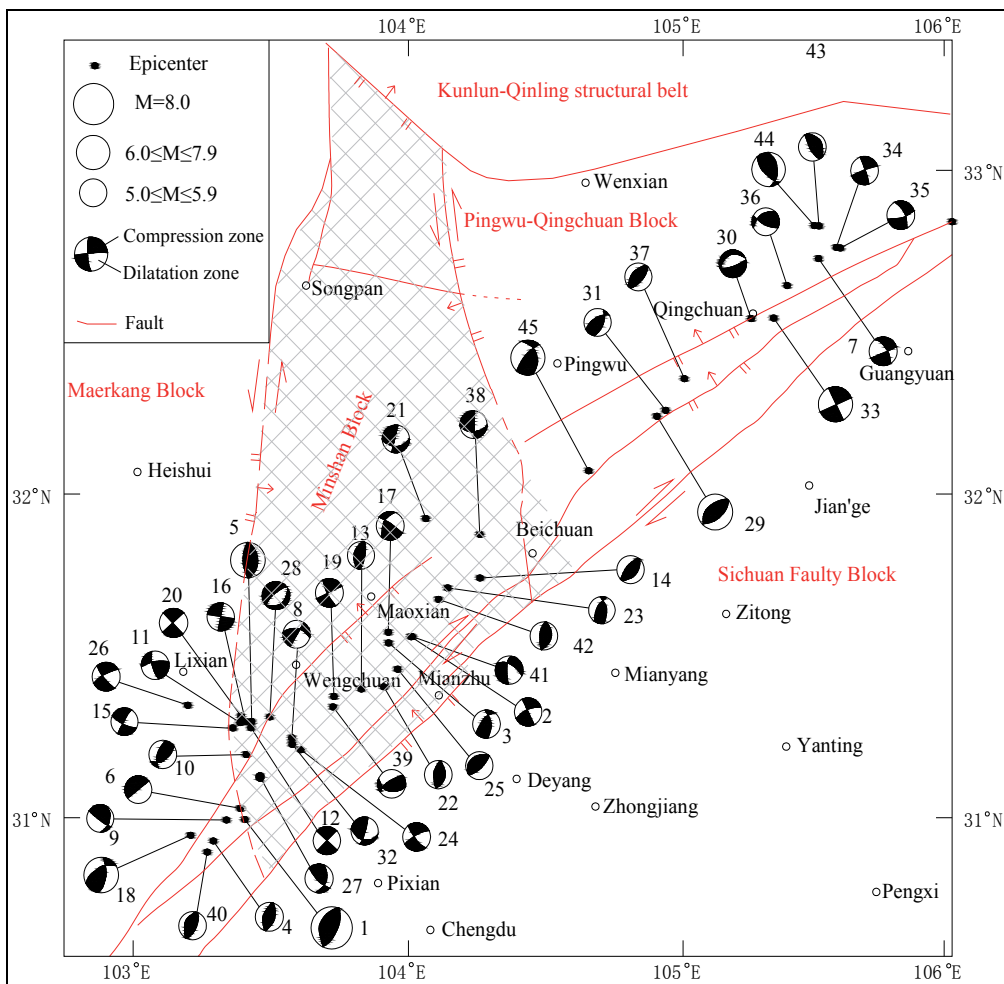 104°E 105°E 106°E
43
Epicenter
M=8.0
6.0≤M≤7.9
5.0≤M≤5.9
Compression zone
Dilatation zone
Fault
Kunlun-Qinling structural belt
33°N
44
34
Wenxian
36
35
Pingwu-Qingchuan Block
37
30
31
Songpan
Qingchuan
45
Pingwu
7
Guangyuan
Maerkang Block
38
33
21
Minshan Block
Heishui
32°N
32°N
17
Jian'ge
5
13
Beichuan
29
28
19
14
Sichuan Faulty Block
20
16
8
Maoxian
23
Zitong
11
42
26
Lixian
Wengchuan
Mianzhu
41
Mianyang
15
2
3
Yanting
10
39
22
25
Deyang
6
Zhongjiang
31°N
31°N
9
12
32
24
18
27
Pixian
Pengxi
40
4
1
Chengdu
103°E 104°E 105°E 106°E